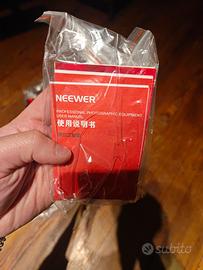 NEEWER
PROFESSIONAL PHOTOGRAPHIC EQUIPMENT
USER MANUAL
使用说明书
subito